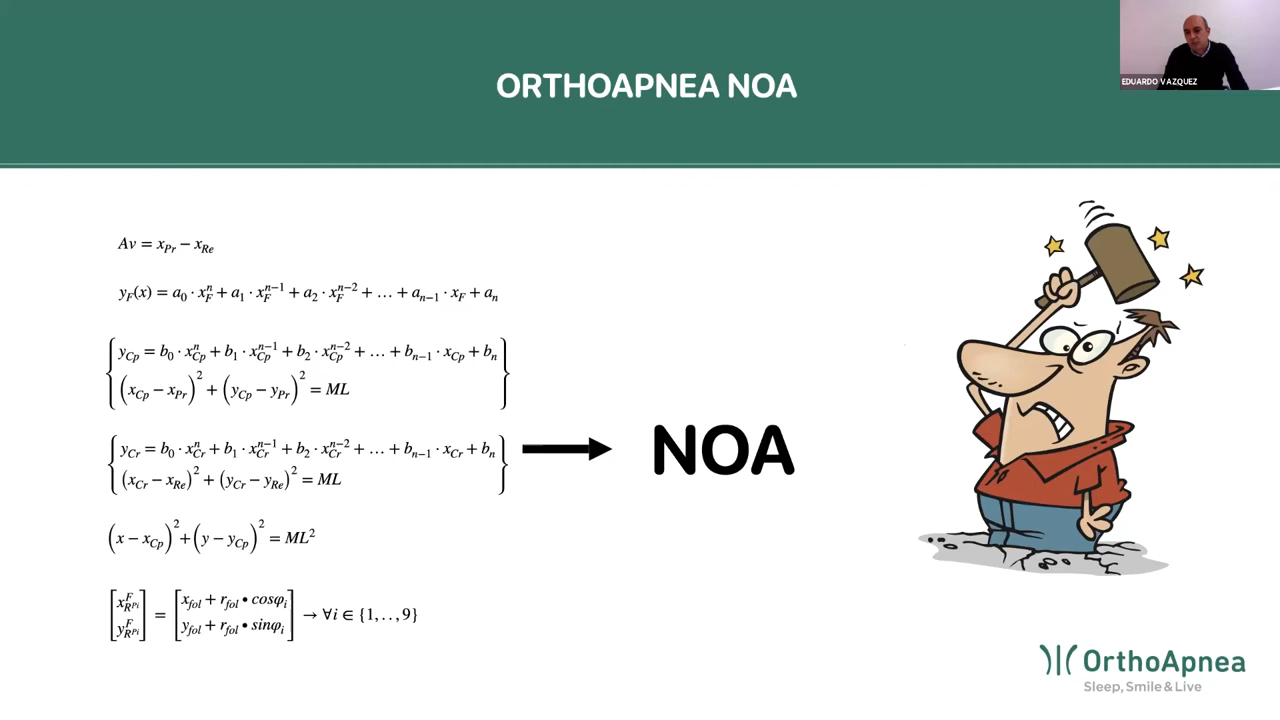 EDUARDO VAZQUEZ
ORTHOAPNEA NOA
Av = x_Pr − x_Re
y_F(x) = a_0 · x_F^n + a_1 · x_F^{n−1} + a_2 · x_F^{n−2} + … + a_{n−1} · x_F + a_n
y_Cp = b_0 · x_Cp^n + b_1 · x_Cp^{n−1} + b_2 · x_Cp^{n−2} + … + b_{n−1} · x_Cp + b_n
(x_Cp − x_Pr)^2 + (y_Cp − y_Pr)^2 = ML
y_Cr = b_0 · x_Cr^n + b_1 · x_Cr^{n−1} + b_2 · x_Cr^{n−2} + … + b_{n−1} · x_Cr + b_n
(x_Cr − x_Re)^2 + (y_Cr − y_Re)^2 = ML
NOA
(x − x_Cp)^2 + (y − y_Cp)^2 = ML^2
[x_{R^{Pi}}^F] = [x_fol + r_fol • cosφ_i] → ∀i ∈ {1,..,9}
[y_{R^{Pi}}^F] [y_fol + r_fol • sinφ_i]
OrthoApnea
Sleep, Smile & Live